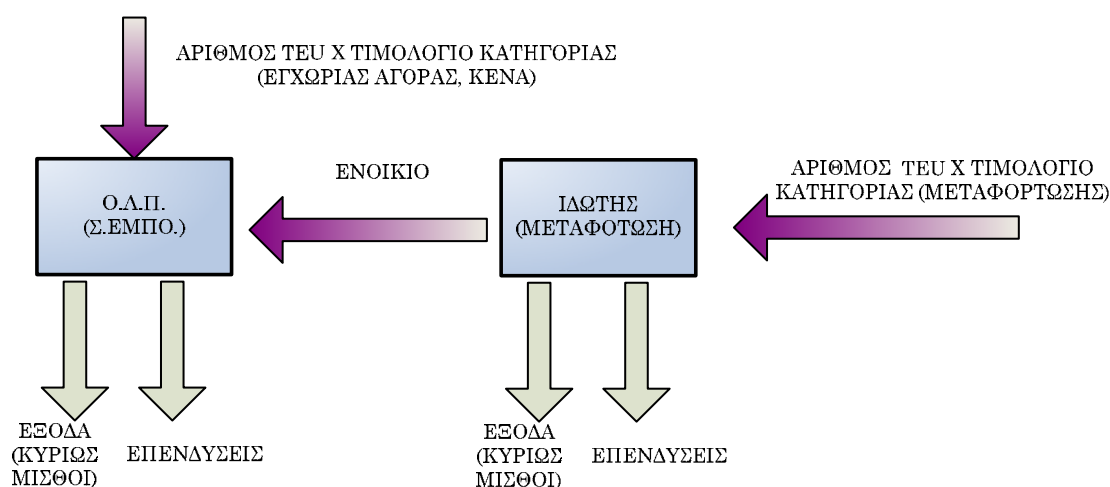 ΑΡΙΘΜΟΣ TEU X ΤΙΜΟΛΟΓΙΟ ΚΑΤΗΓΟΡΙΑΣ
(ΕΓΧΩΡΙΑΣ ΑΓΟΡΑΣ, ΚΕΝΑ)
Ο.Λ.Π.
(Σ.ΕΜΠΟ.)
ΕΝΟΙΚΙΟ
ΙΔΩΤΗΣ
(ΜΕΤΑΦΟΤΩΣΗ)
ΑΡΙΘΜΟΣ TEU X ΤΙΜΟΛΟΓΙΟ
ΚΑΤΗΓΟΡΙΑΣ (ΜΕΤΑΦΟΡΤΩΣΗΣ)
ΕΞΟΔΑ
(ΚΥΡΙΩΣ
ΜΙΣΘΟΙ)
ΕΠΕΝΔΥΣΕΙΣ
ΕΞΟΔΑ
(ΚΥΡΙΩΣ
ΜΙΣΘΟΙ)
ΕΠΕΝΔΥΣΕΙΣ